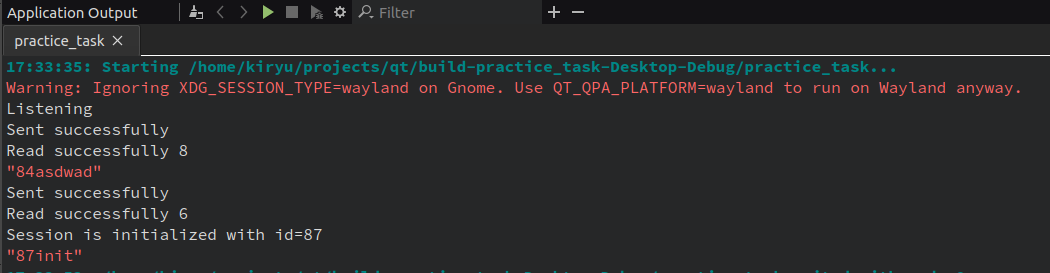 Application Output
Filter
practice_task
17:33:35: Starting /home/kiryu/projects/qt/build-practice_task-Desktop-Debug/practice_task...
Warning: Ignoring XDG_SESSION_TYPE=wayland on Gnome. Use QT_QPA_PLATFORM=wayland to run on Wayland anyway.
Listening
Sent successfully
Read successfully 8
"84asdwad"
Sent successfully
Read successfully 6
Session is initialized with id=87
"87init"